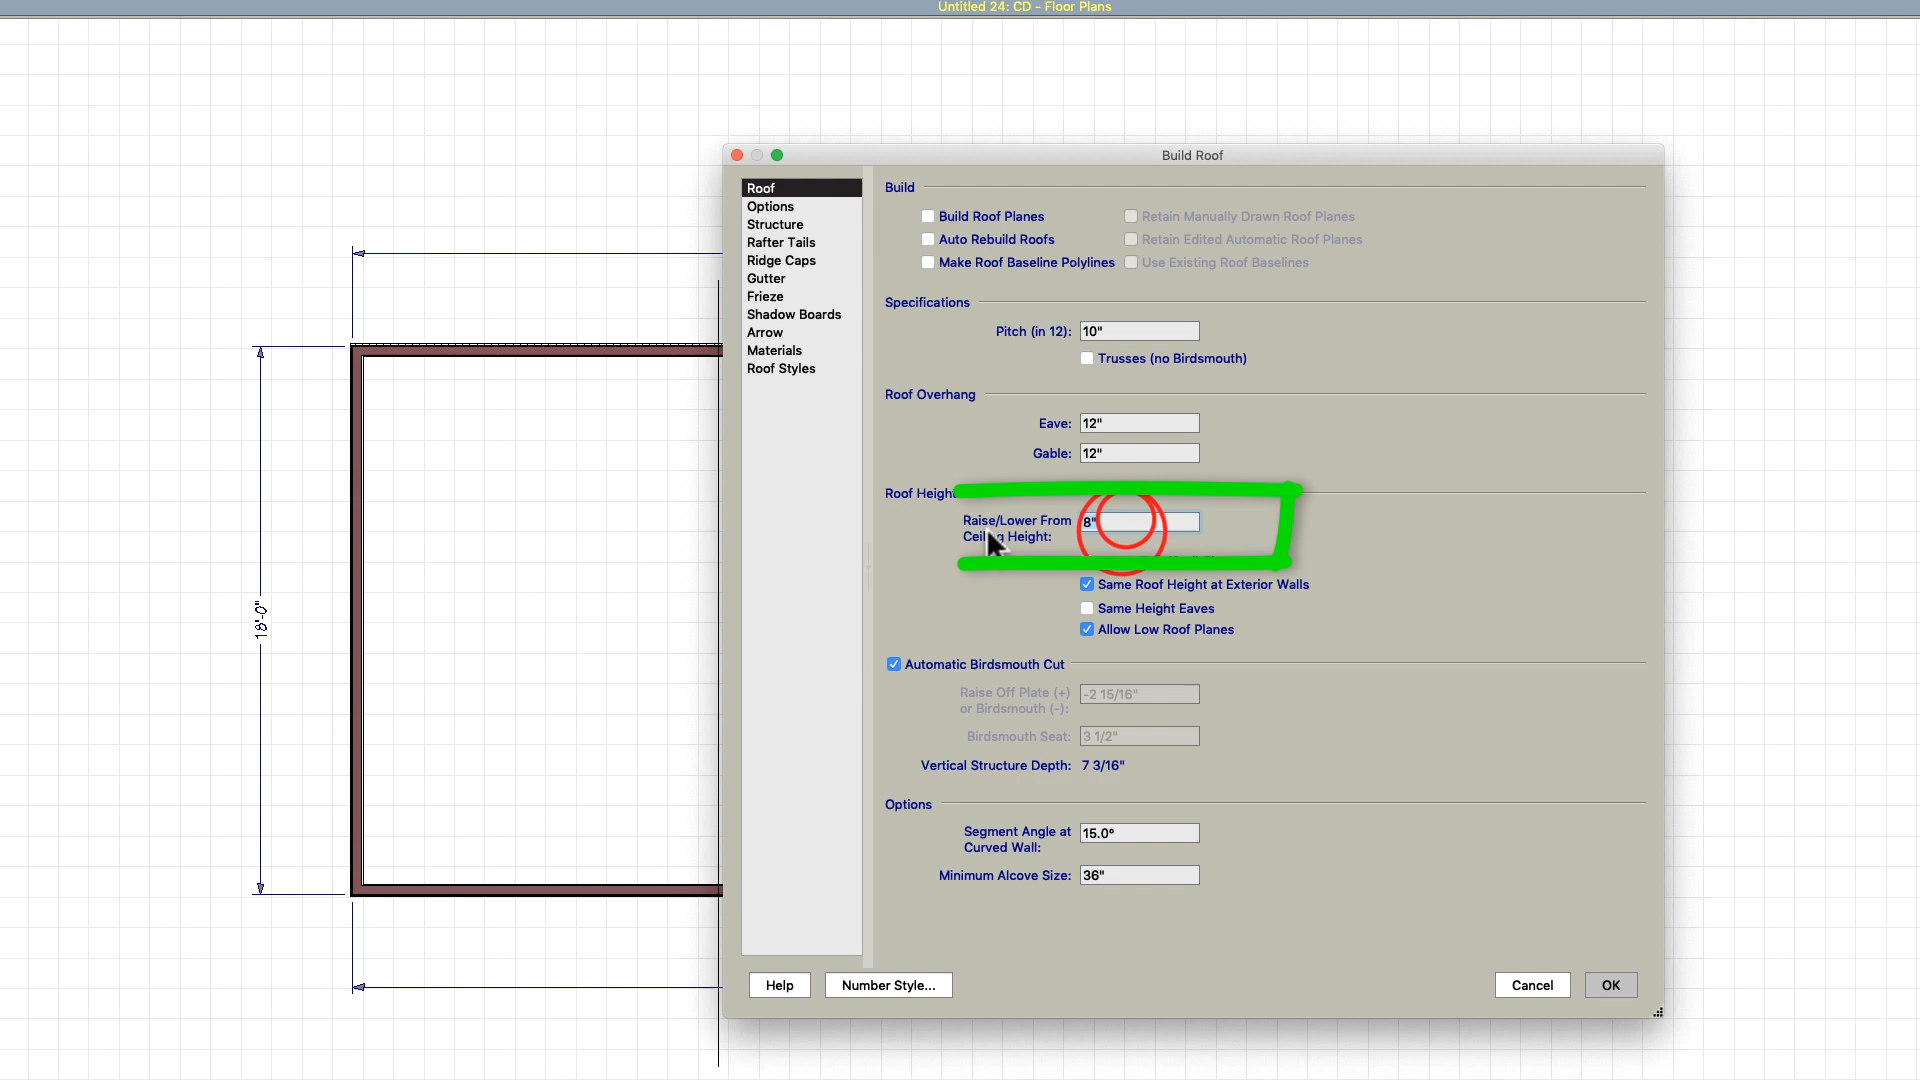 Untitled 24: CD - Floor Plans
Build Roof
Roof
Options
Structure
Rafter Tails
Ridge Caps
Gutter
Frieze
Shadow Boards
Arrow
Materials
Roof Styles
Build
Build Roof Planes
Retain Manually Drawn Roof Planes
Auto Rebuild Roofs
Retain Edited Automatic Roof Planes
Make Roof Baseline Polylines
Use Existing Roof Baselines
Specifications
Pitch (in 12): 10"
Trusses (no Birdsmouth)
Roof Overhang
Eave: 12"
Gable: 12"
Roof Height
Raise/Lower From
Ceiling Height:
8"
Same Roof Height at Exterior Walls
Same Height Eaves
Allow Low Roof Planes
Automatic Birdsmouth Cut
Raise Off Plate (+)
or Birdsmouth (-):
-2 15/16"
Birdsmouth Seat: 3 1/2"
Vertical Structure Depth: 7 3/16"
Options
Segment Angle at
Curved Wall:
15.0°
Minimum Alcove Size: 36"
Help
Number Style...
Cancel
OK
18'-0"